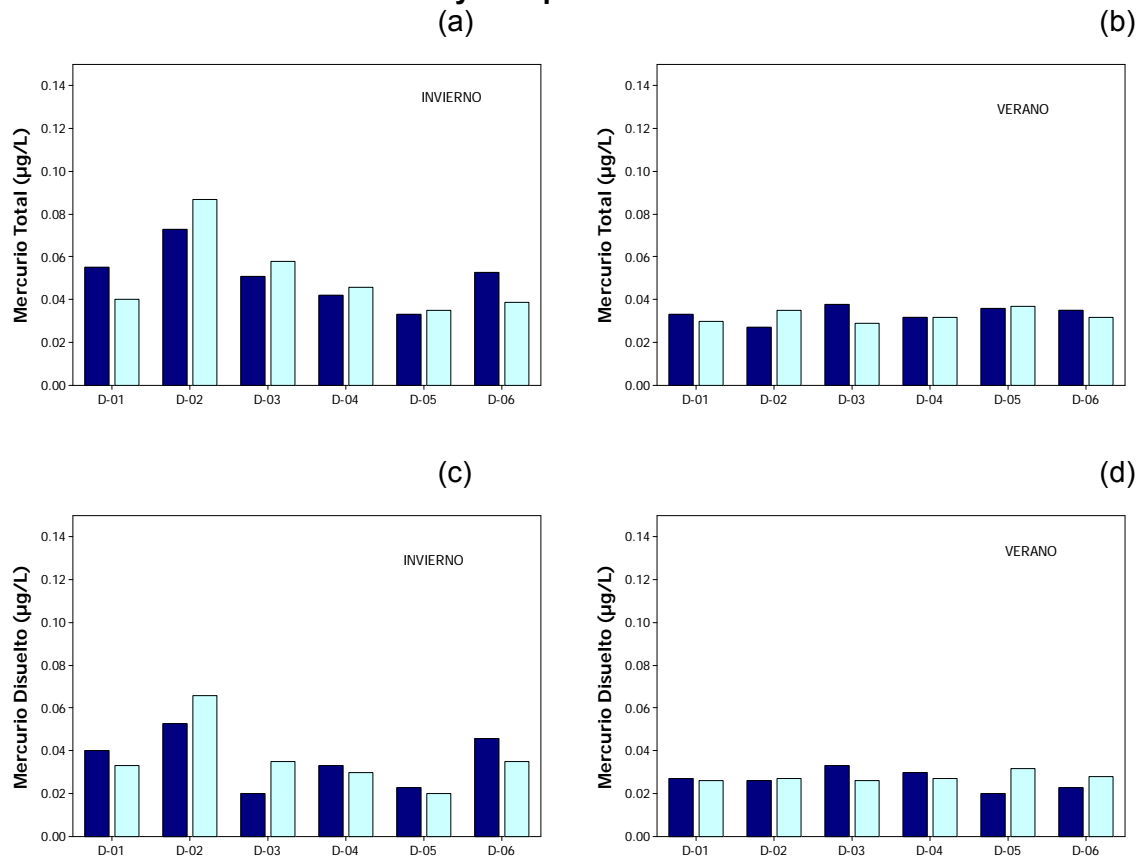 (a)
(b)
INVIERNO
Mercurio Total (µg/L)
0.14
0.12
0.10
0.08
0.06
0.04
0.02
0.00
D-01 D-02 D-03 D-04 D-05 D-06
VERANO
Mercurio Total (µg/L)
0.14
0.12
0.10
0.08
0.06
0.04
0.02
0.00
D-01 D-02 D-03 D-04 D-05 D-06
(c)
(d)
INVIERNO
Mercurio Disuelto (µg/L)
0.14
0.12
0.10
0.08
0.06
0.04
0.02
0.00
D-01 D-02 D-03 D-04 D-05 D-06
VERANO
Mercurio Disuelto (µg/L)
0.14
0.12
0.10
0.08
0.06
0.04
0.02
0.00
D-01 D-02 D-03 D-04 D-05 D-06